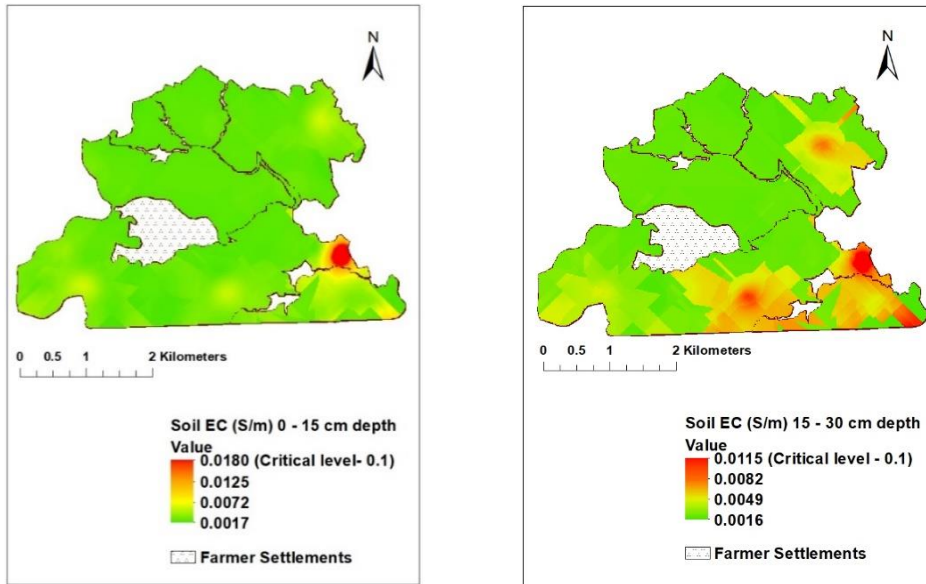 N
0 0.5 1 2 Kilometers
Soil EC (S/m) 0 - 15 cm depth
Value
0.0180 (Critical level- 0.1)
0.0125
0.0072
0.0017
Farmer Settlements
N
0 0.5 1 2 Kilometers
Soil EC (S/m) 15 - 30 cm depth
Value
0.0115 (Critical level - 0.1)
0.0082
0.0049
0.0016
Farmer Settlements